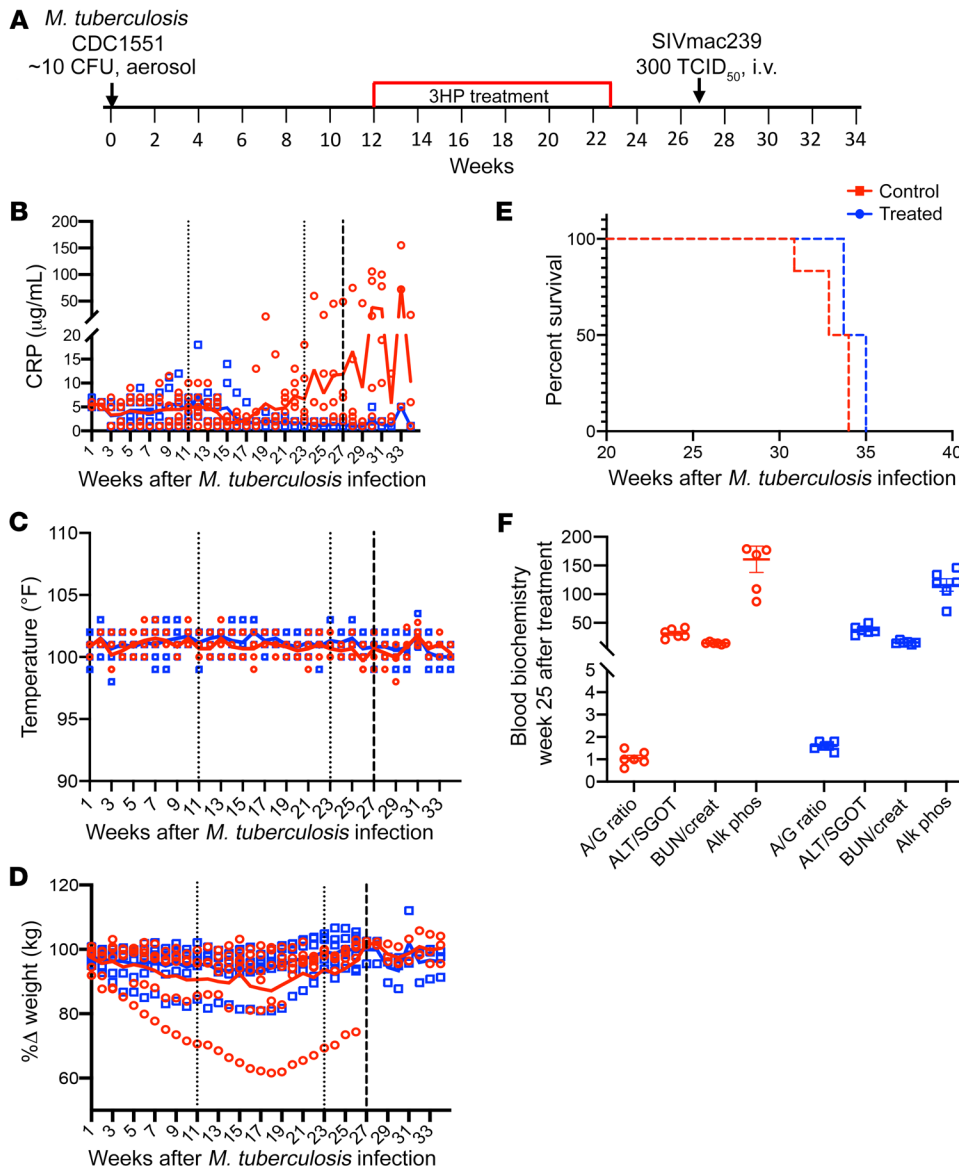 A
M. tuberculosis
CDC1551
~10 CFU, aerosol
SIVmac239
300 TCID50, i.v.
3HP treatment
0 2 4 6 8 10 12 14 16 18 20 22 24 26 28 30 32 34
Weeks
B
CRP (µg/mL)
200
150
100
50
20
15
10
5
0
1 3 5 7 9 11 13 15 17 19 21 23 25 27 29 31 33
Weeks after M. tuberculosis infection
E
Control
Treated
Percent survival
100
50
0
20 25 30 35 40
Weeks after M. tuberculosis infection
C
Temperature (°F)
110
105
100
95
90
1 3 5 7 9 11 13 15 17 19 21 23 25 27 29 31 33
Weeks after M. tuberculosis infection
F
Blood biochemistry
week 25 after treatment
200
150
100
50
5
4
3
2
1
0
A/G ratio
ALT/SGOT
BUN/creat
Alk phos
A/G ratio
ALT/SGOT
BUN/creat
Alk phos
D
%Δ weight (kg)
120
100
80
60
1 3 5 7 9 11 13 15 17 19 21 23 25 27 29 31 33
Weeks after M. tuberculosis infection